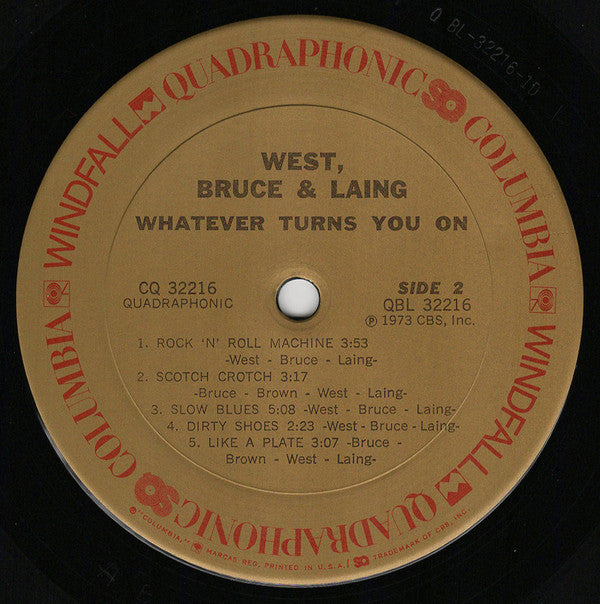 Q BL-32216-1D
COLUMBIA WINDFALL QUADRAPHONIC SQ COLUMBIA WINDFALL QUADRAPHONIC SQ
WEST,
BRUCE & LAING
WHATEVER TURNS YOU ON
CQ 32216
QUADRAPHONIC
SIDE 2
QBL 32216
℗ 1973 CBS, Inc.
1. ROCK 'N' ROLL MACHINE 3:53
-West - Bruce - Laing-
2. SCOTCH CROTCH 3:17
-Bruce - Brown - West - Laing-
3. SLOW BLUES 5:08 -West - Bruce - Laing-
4. DIRTY SHOES 2:23 -West - Bruce - Laing-
5. LIKE A PLATE 3:07 -Bruce -
Brown - West - Laing-
® "COLUMBIA," MARCAS REG. PRINTED IN U.S.A./ SQ TRADEMARK OF CBS, INC.